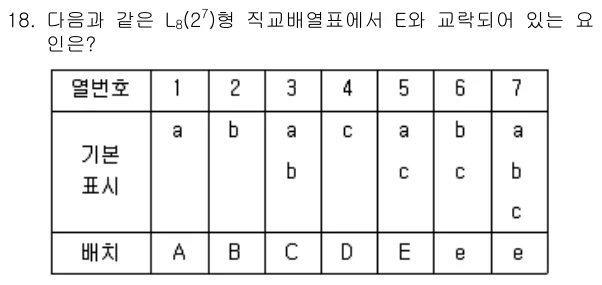 18. 다음과 같은 L₈(2⁷)형 직교배열표에서 E와 교락되어 있는 요
인은?
열번호 1 2 3 4 5 6 7
기본 표시 a b a b c a c b c a b c
배치 A B C D E e e